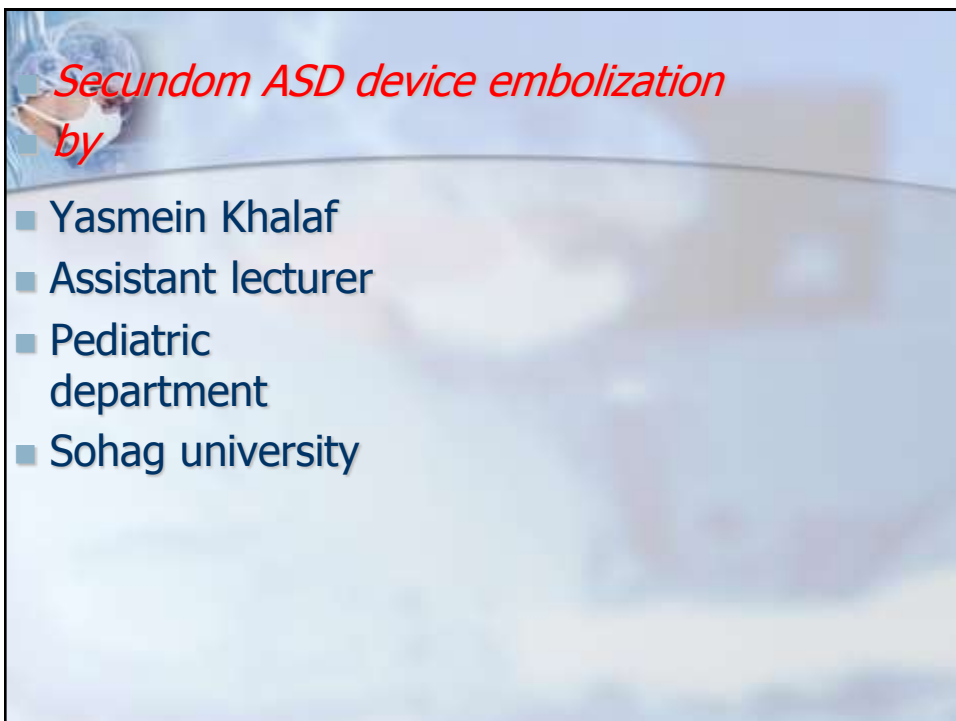 Secundom ASD device embolization
by
Yasmein Khalaf
Assistant lecturer
Pediatric
department
Sohag university